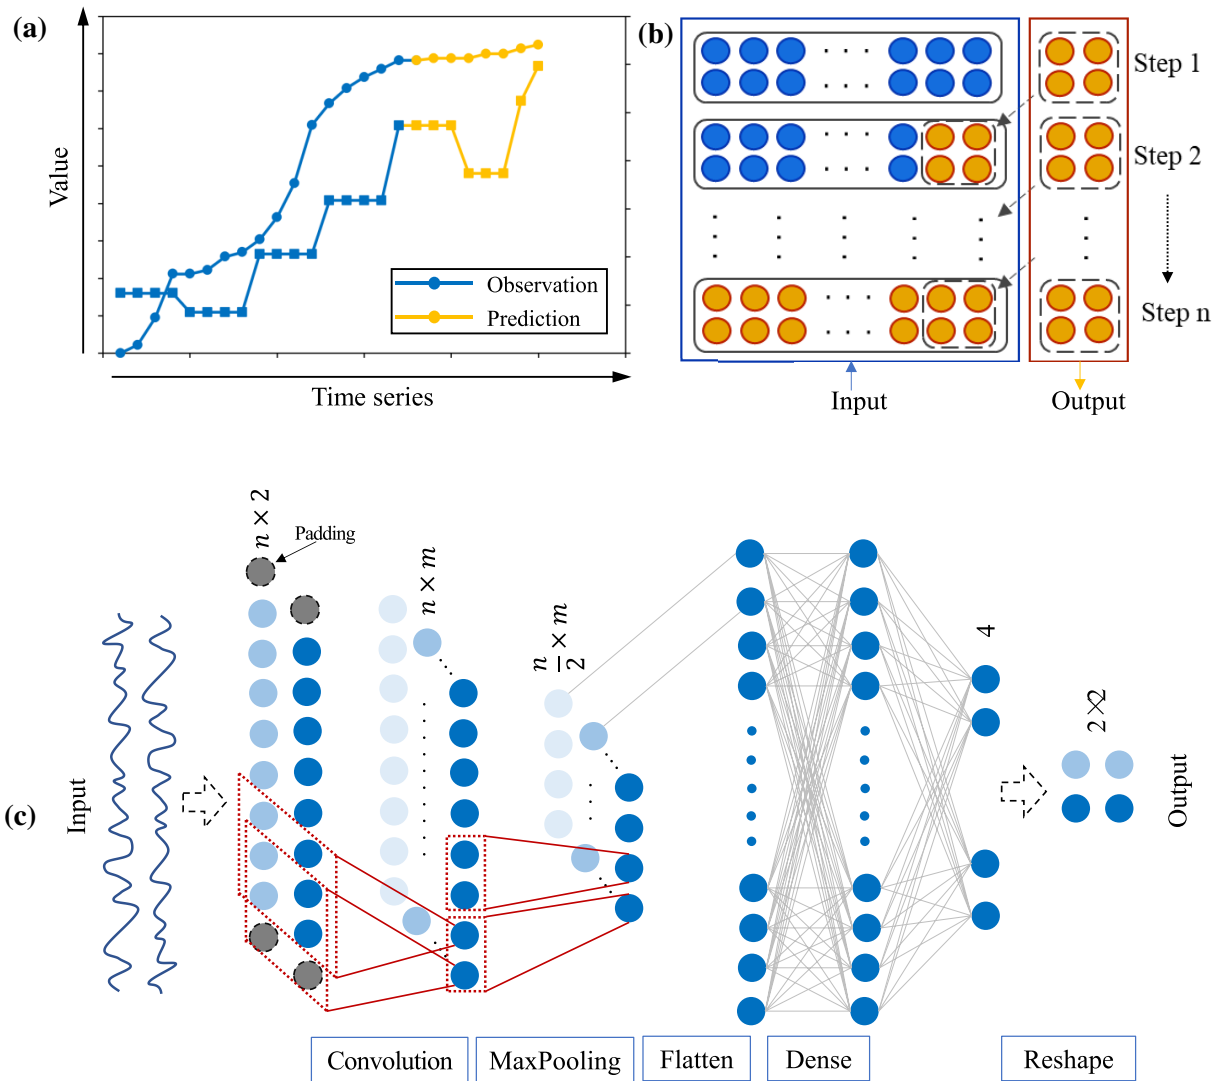 (a)
Value
Observation
Prediction
Time series
(b)
Step 1
Step 2
Step n
Input
Output
(c)
Input
n × 2
Padding
n × m
n/2 × m
4
2×2
Output
Convolution
MaxPooling
Flatten
Dense
Reshape